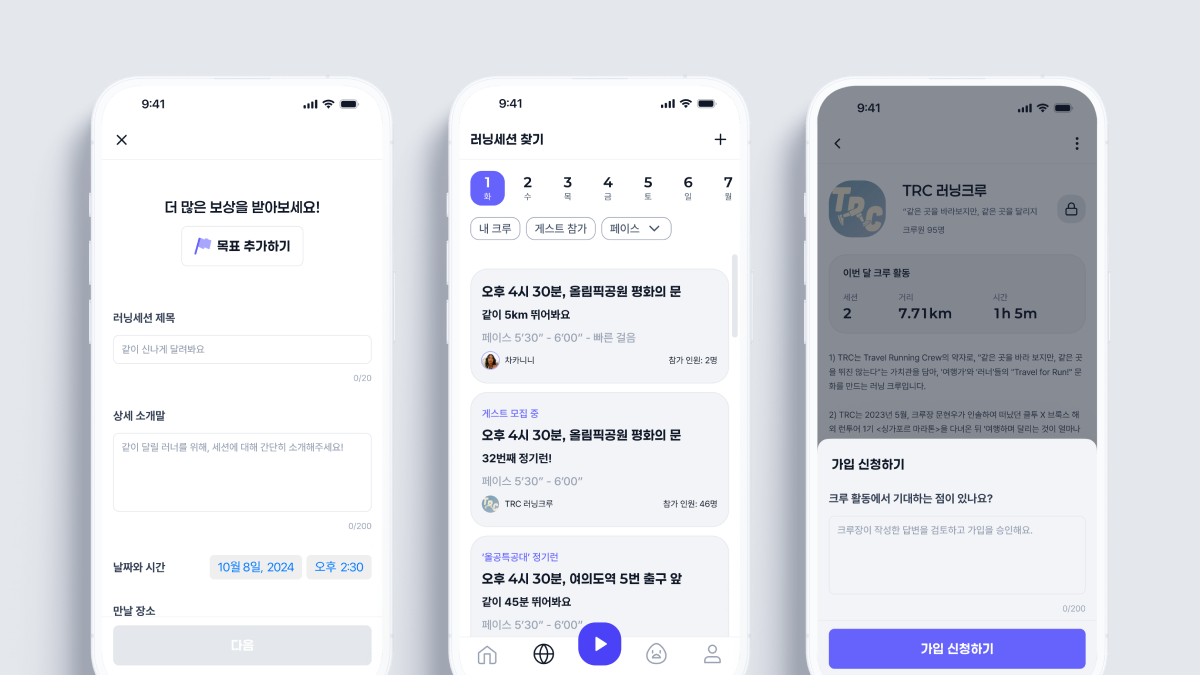 9:41
더 많은 보상을 받아보세요!
목표 추가하기
러닝세션 제목
같이 신나게 달려봐요
0/20
상세 소개말
같이 달릴 러너를 위해, 세션에 대해 간단히 소개해주세요!
0/200
날짜와 시간
10월 8일, 2024
오후 2:30
만날 장소
다음
9:41
러닝세션 찾기
1 2 3 4 5 6 7
화 수 목 금 토 일 월
내 크루
게스트 참가
페이스
오후 4시 30분, 올림픽공원 평화의 문
같이 5km 뛰어봐요
페이스 5’30” - 6’00” - 빠른 걸음
차카니니
참가 인원: 2명
게스트 모집 중
오후 4시 30분, 올림픽공원 평화의 문
32번째 정기런!
페이스 5’30” - 6’00”
TRC 러닝크루
참가 인원: 46명
‘올공특공대’ 정기런
오후 4시 30분, 여의도역 5번 출구 앞
같이 45분 뛰어봐요
페이스 5’30” - 6’00”
9:41
TRC
TRC 러닝크루
“같은 곳을 바라보지만, 같은 곳을 달리지
크루원 95명
이번 달 크루 활동
세션 거리 시간
2 7.71km 1h 5m
1) TRC는 Travel Running Crew의 약자로, “같은 곳을 바라 보지만, 같은 곳
을 뛰진 않는다”는 가치관을 담아, ‘여행가’와 ‘러너’들의 “Travel for Run!” 문
화를 만드는 러닝 크루입니다.
2) TRC는 2023년 5월, 크루장 문현우가 인솔하여 떠났던 클투 X 브룩스 해
외 런투어 1기 <싱가포르 마라톤>을 다녀온 뒤 ‘여행하며 달리는 것이 얼마나
가입 신청하기
크루 활동에서 기대하는 점이 있나요?
크루장이 작성한 답변을 검토하고 가입을 승인해요.
0/200
가입 신청하기